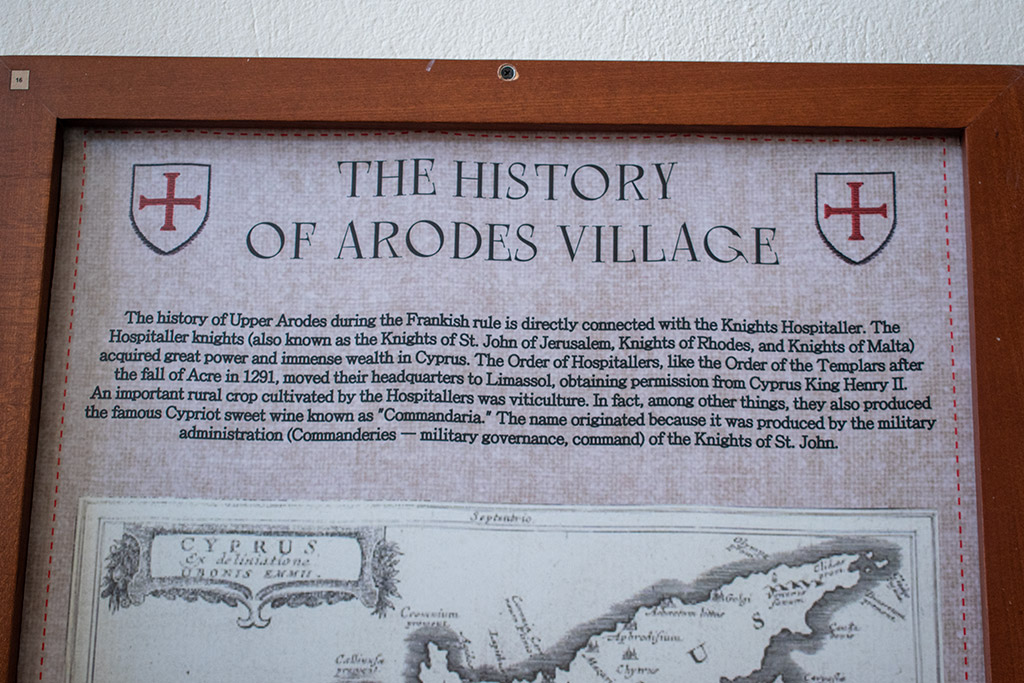 16
THE HISTORY
OF ARODES VILLAGE
The history of Upper Arodes during the Frankish rule is directly connected with the Knights Hospitaller. The
Hospitaller knights (also known as the Knights of St. John of Jerusalem, Knights of Rhodes, and Knights of Malta)
acquired great power and immense wealth in Cyprus. The Order of Hospitallers, like the Order of the Templars after
the fall of Acre in 1291, moved their headquarters to Limassol, obtaining permission from Cyprus King Henry II.
An important rural crop cultivated by the Hospitallers was viticulture. In fact, among other things, they also produced
the famous Cypriot sweet wine known as "Commandaria." The name originated because it was produced by the military
administration (Commanderies — military governance, command) of the Knights of St. John.
Septentrio
CYPRUS
Ex deliniatione
UBONIS EMMII.
Golgi
Aphrodisium
Chytrus
U
S